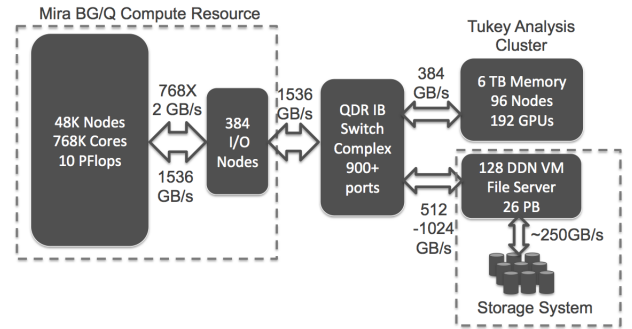 Mira BG/Q Compute Resource
48K Nodes
768K Cores
10 PFlops
768X
2 GB/s
1536
GB/s
384
I/O
Nodes
1536
GB/s
QDR IB
Switch
Complex
900+
ports
384
GB/s
Tukey Analysis
Cluster
6 TB Memory
96 Nodes
192 GPUs
512
-1024
GB/s
128 DDN VM
File Server
26 PB
~250GB/s
Storage System